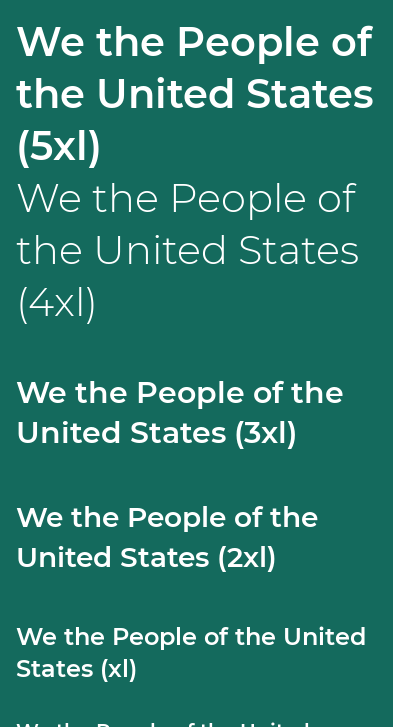 We the People of
the United States
(5xl)
We the People of
the United States
(4xl)
We the People of the
United States (3xl)
We the People of the
United States (2xl)
We the People of the United
States (xl)